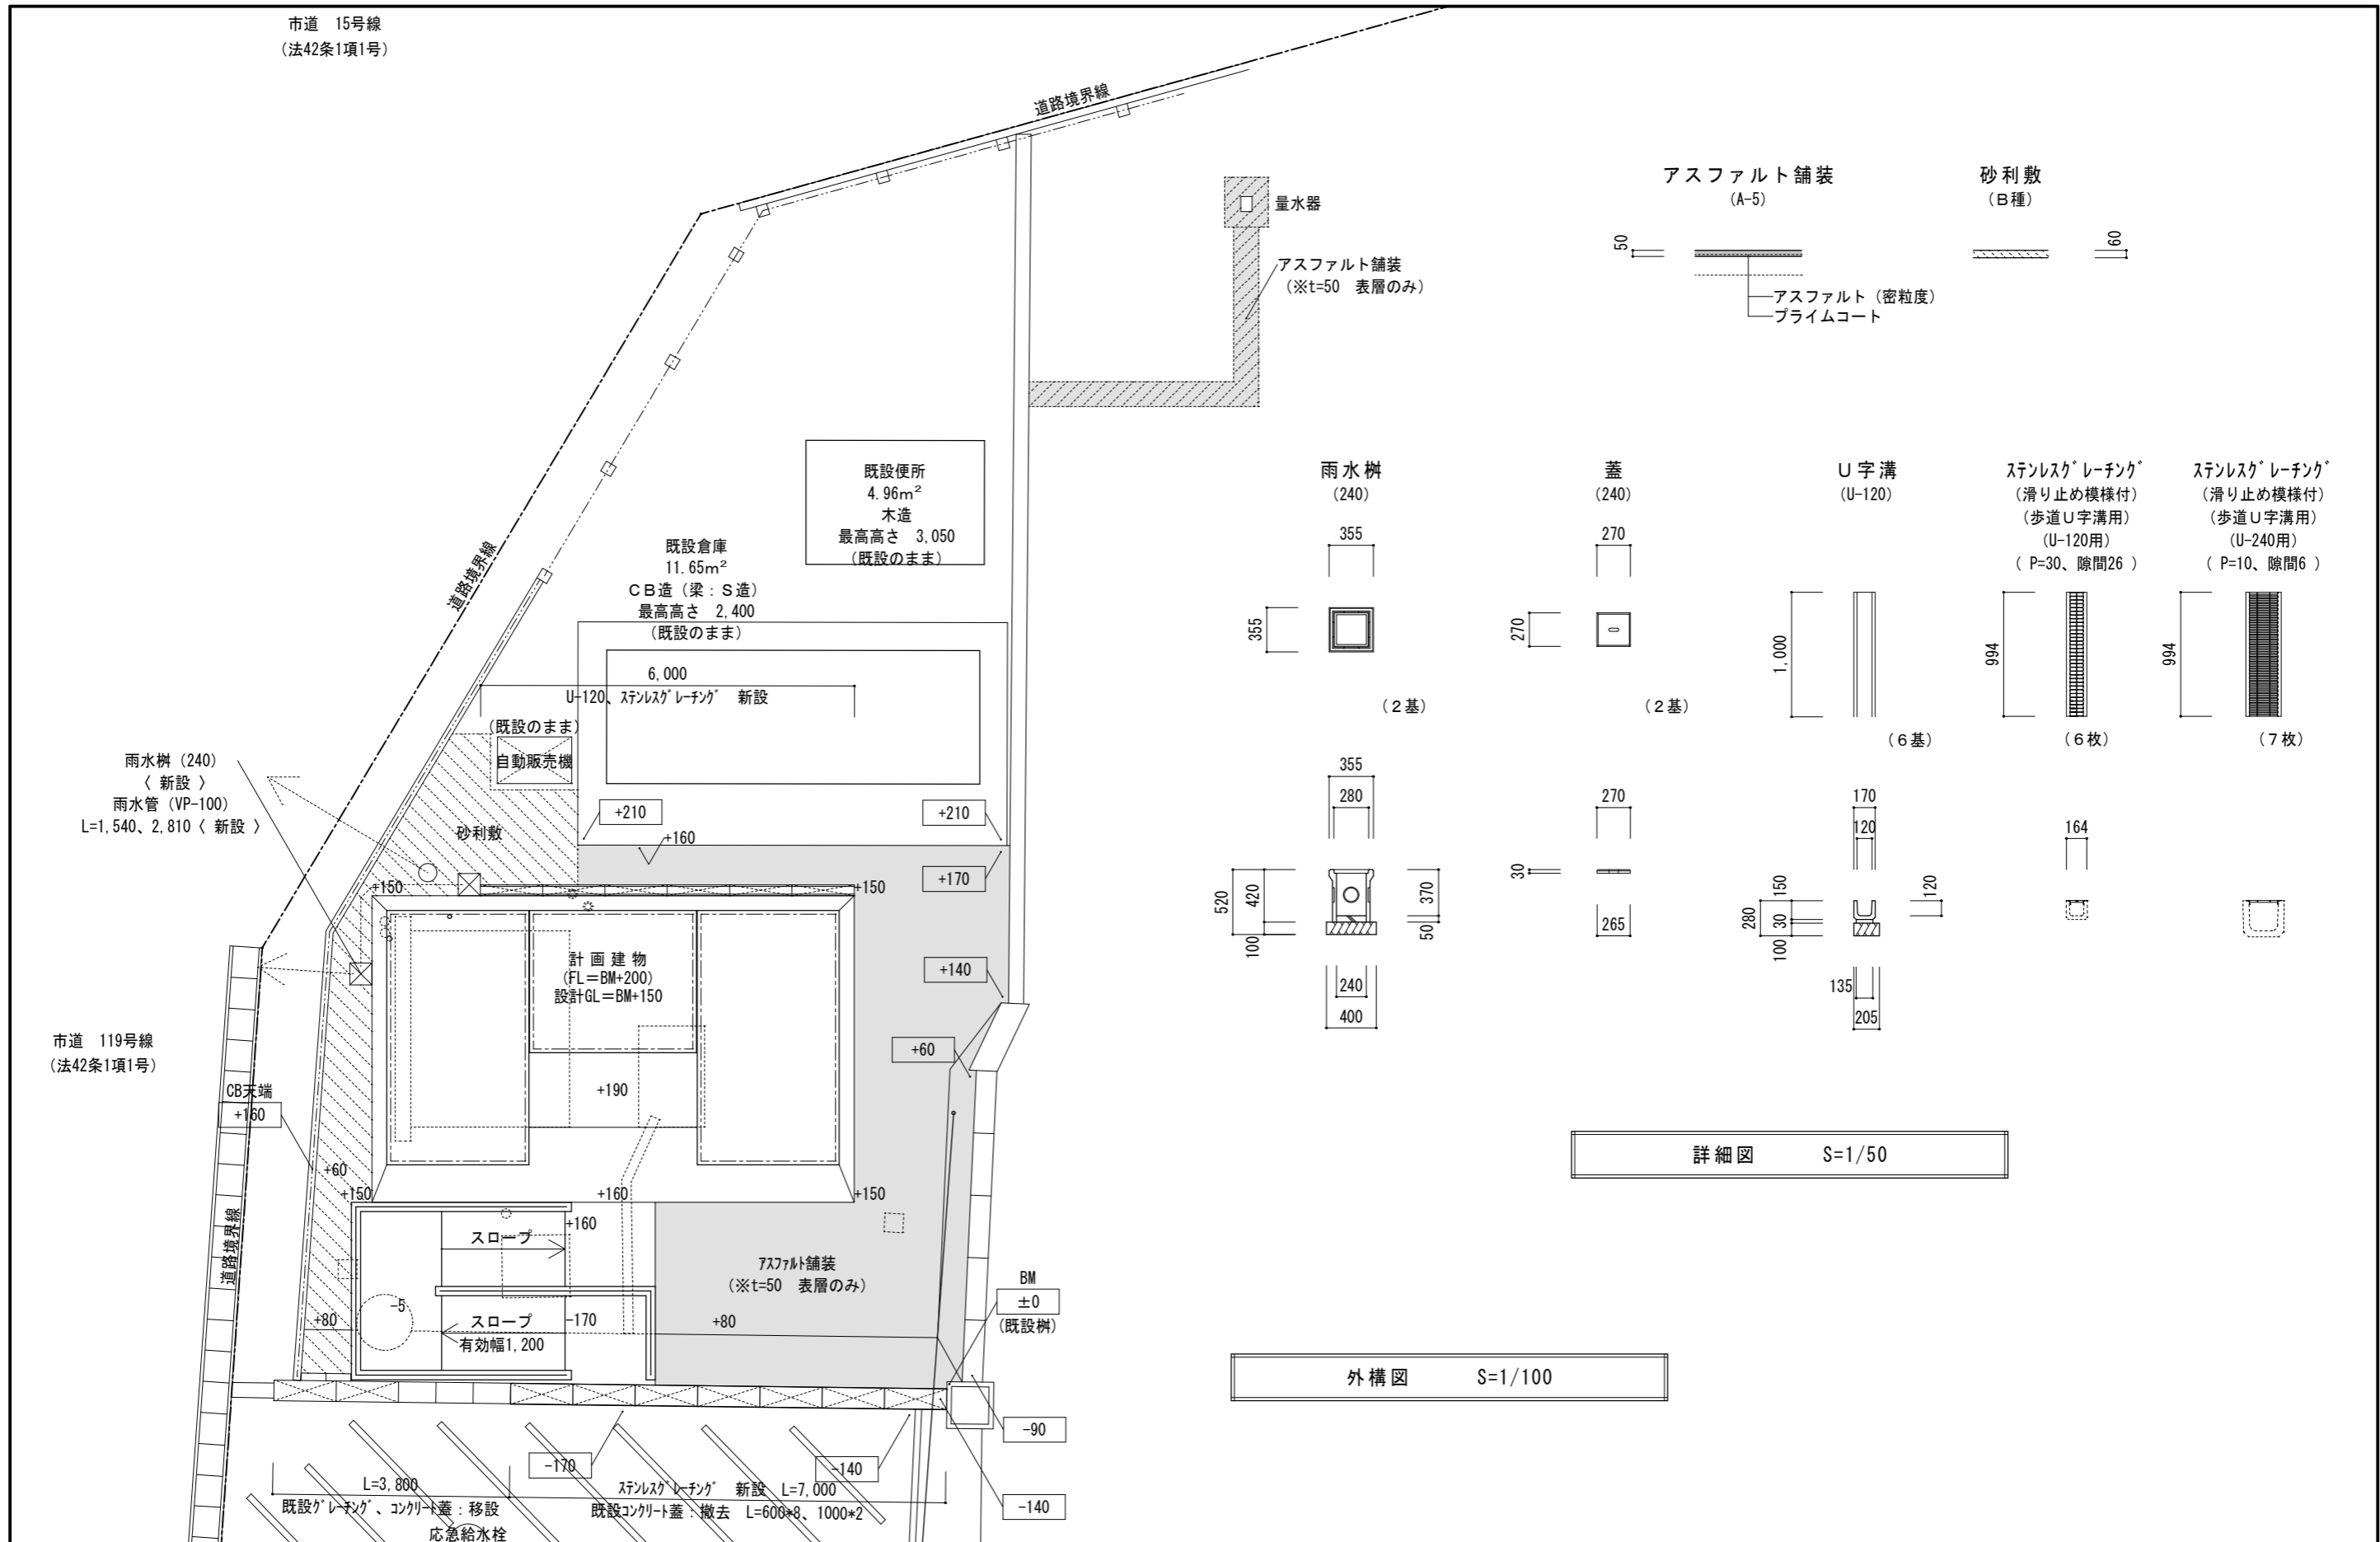 市道　15号線
（法42条1項1号）
道路境界線
量水器
アスファルト舗装
（※t=50　表層のみ）
アスファルト舗装
(A-5)
50
アスファルト（密粒度）
プライムコート
砂利敷
（Ｂ種）
60
既設便所
4.96m²
木造
最高高さ　3,050
（既設のまま）
既設倉庫
11.65m²
ＣＢ造（梁：Ｓ造）
最高高さ　2,400
（既設のまま）
道路境界線
6,000
U-120、ｽﾃﾝﾚｽｸﾞﾚｰﾁﾝｸﾞ　新設
（既設のまま）
自動販売機
雨水桝（240）
〈 新設 〉
雨水管（VP-100）
L=1,540、2,810〈 新設 〉
砂利敷
+210
+210
+160
+170
+150
+150
+140
計 画 建 物
（FL＝BM+200）
設計GL＝BM+150
+60
+190
市道　119号線
（法42条1項1号）
CB天端
+160
+60
+150
+160
+150
道路境界線
+160
スロープ
ｱｽﾌｧﾙﾄ舗装
（※t=50　表層のみ）
-5
+80
スロープ
有効幅1,200
-170
+80
BM
±0
（既設桝）
-90
-170
-140
-140
L=3,800
既設ｸﾞﾚｰﾁﾝｸﾞ、ｺﾝｸﾘｰﾄ蓋：移設
応急給水栓
ｽﾃﾝﾚｽｸﾞﾚｰﾁﾝｸﾞ　新設　L=7,000
既設ｺﾝｸﾘｰﾄ蓋：撤去　L=600*8、1000*2
雨水桝
(240)
355
355
（２基）
355
280
520
420
100
370
50
240
400
蓋
(240)
270
270
（２基）
270
30
265
Ｕ字溝
(U-120)
1,000
（６基）
170
120
280
150
30
100
120
135
205
ｽﾃﾝﾚｽｸﾞﾚｰﾁﾝｸﾞ
（滑り止め模様付）
（歩道Ｕ字溝用）
（U-120用）
（ P=30、隙間26 ）
994
（６枚）
164
ｽﾃﾝﾚｽｸﾞﾚｰﾁﾝｸﾞ
（滑り止め模様付）
（歩道Ｕ字溝用）
（U-240用）
（ P=10、隙間6 ）
994
（７枚）
詳細図　　S=1/50
外構図　　S=1/100